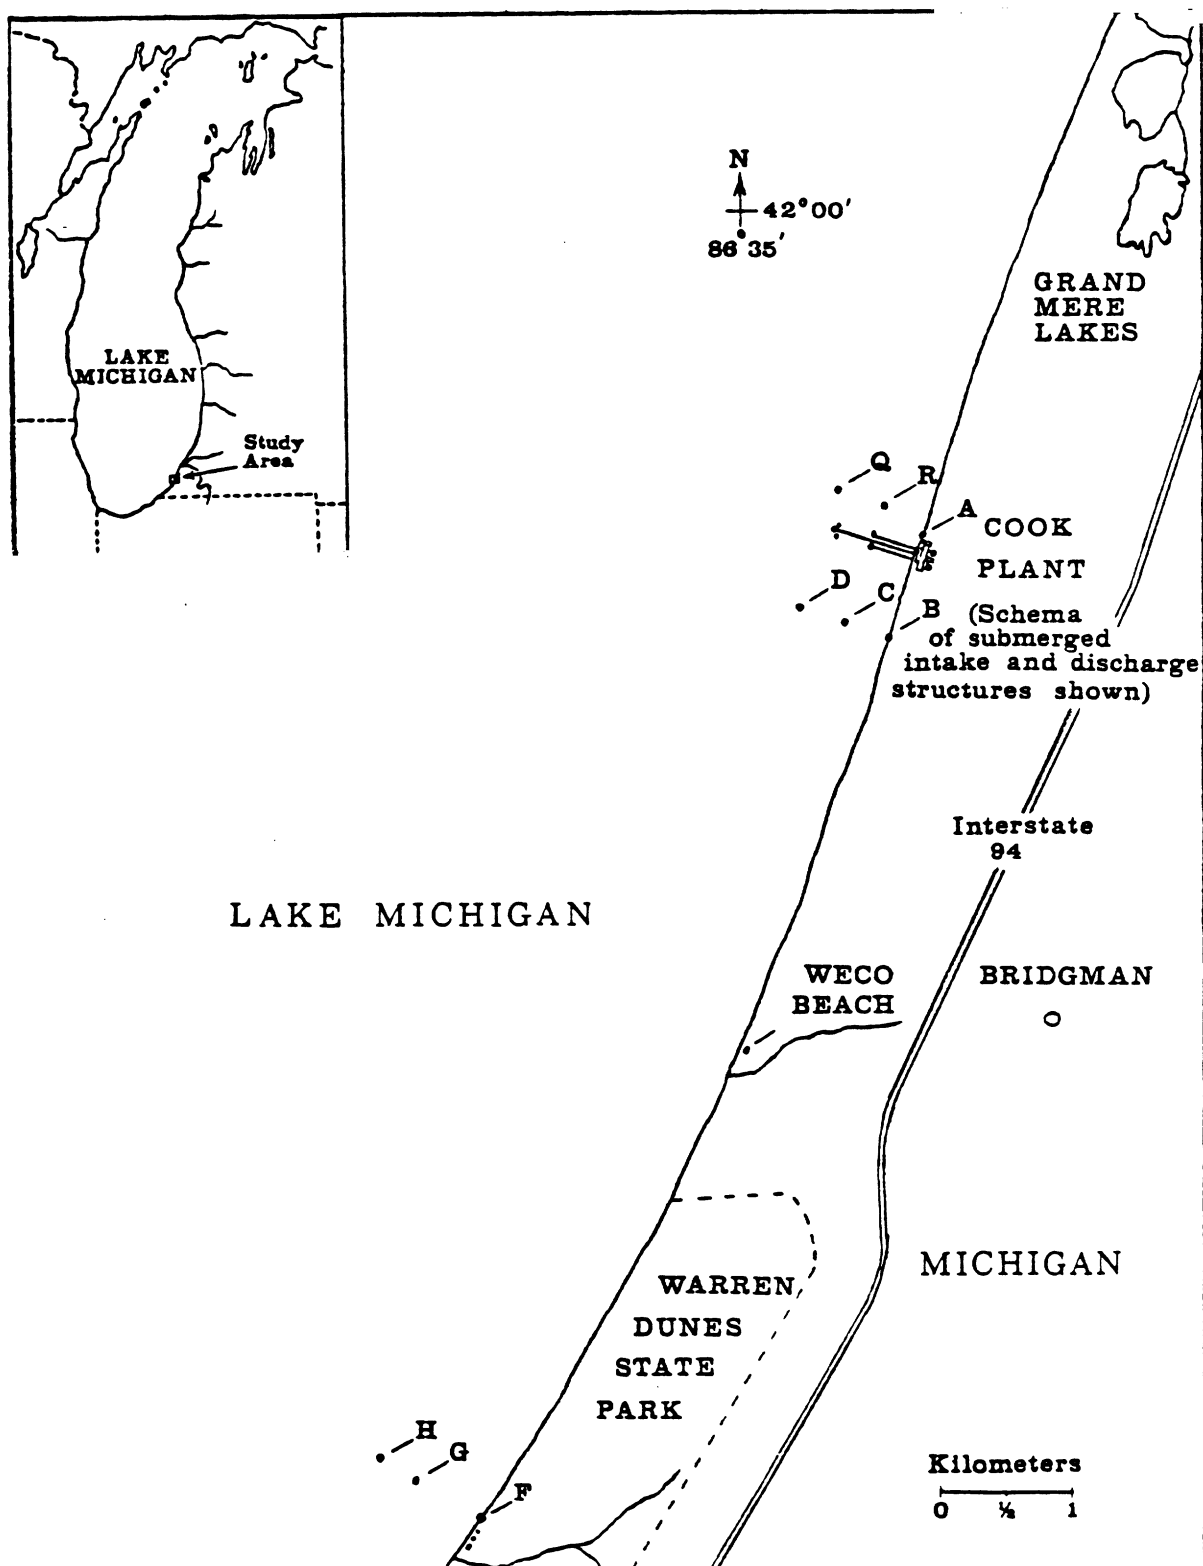 N
42°00'
86°35'
GRAND
MERE
LAKES
LAKE
MICHIGAN
Study
Area
Q
R
A
COOK
PLANT
D
C
B
(Schema
of submerged
intake and discharge
structures shown)
Interstate
94
LAKE MICHIGAN
WECO
BEACH
BRIDGMAN
MICHIGAN
WARREN
DUNES
STATE
PARK
H
G
F
Kilometers
0 ½ 1